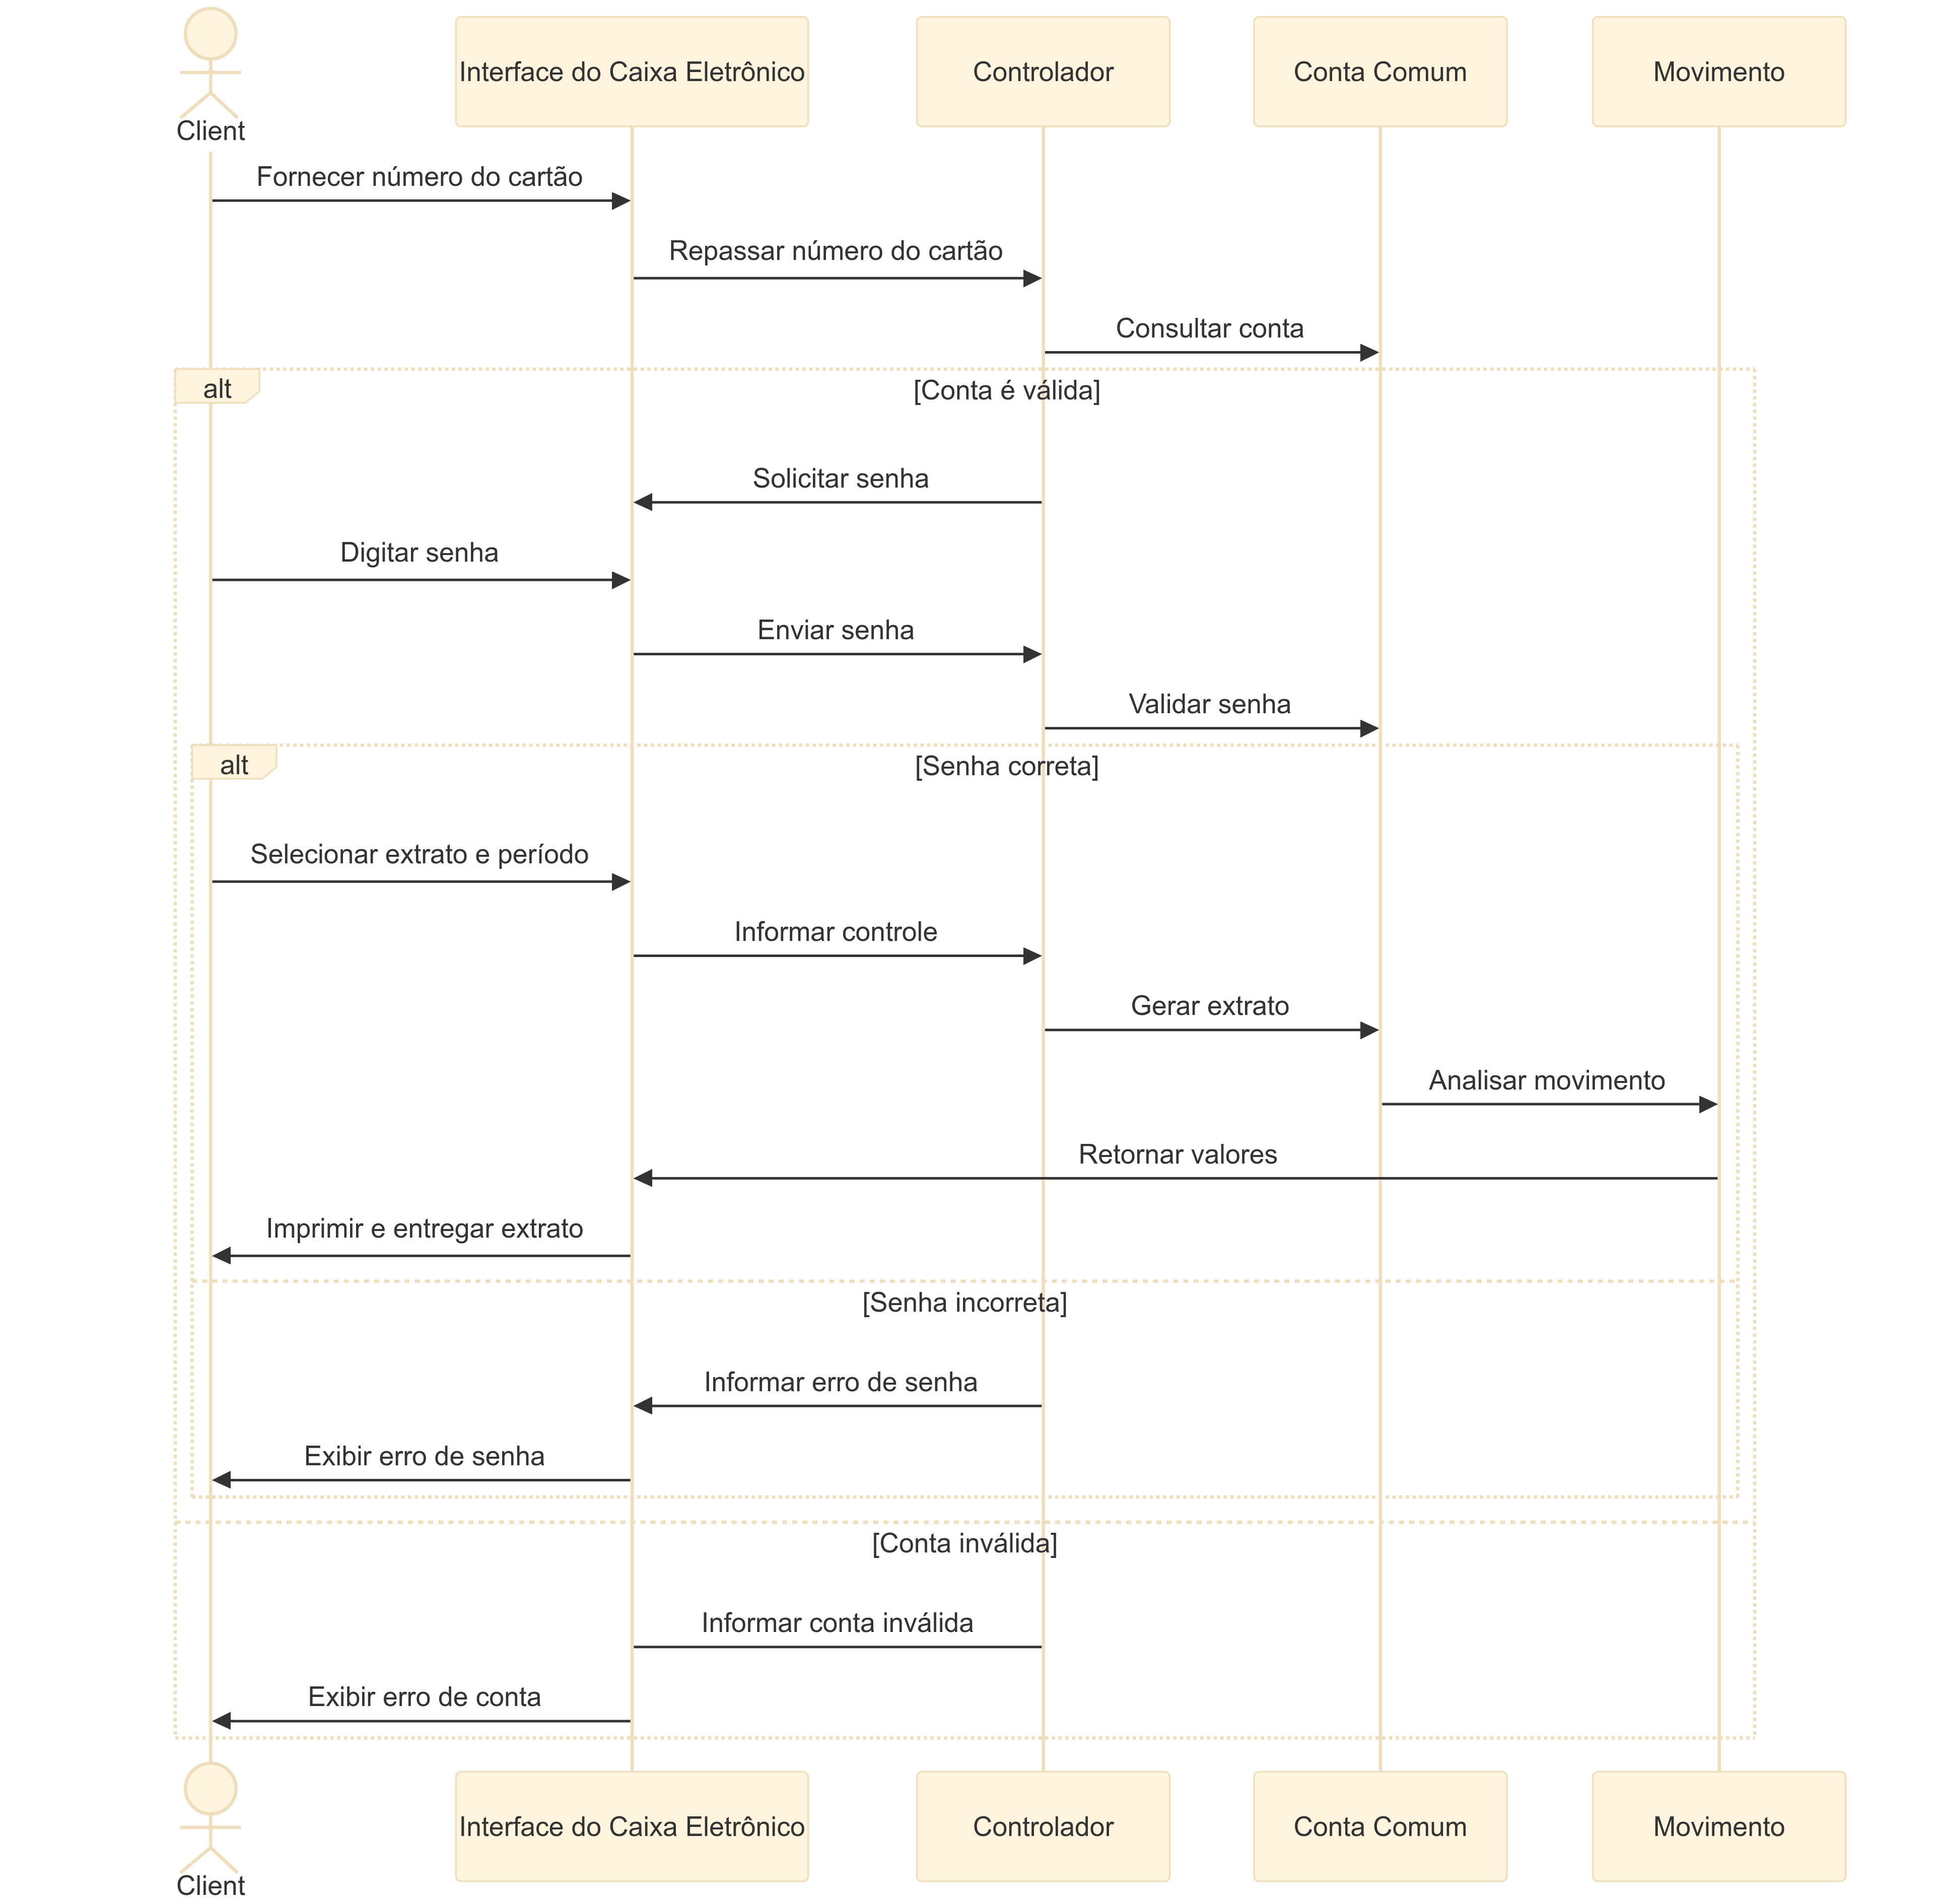 Client
Interface do Caixa Eletrônico
Controlador
Conta Comum
Movimento
Fornecer número do cartão
Repassar número do cartão
Consultar conta
alt
[Conta é válida]
Solicitar senha
Digitar senha
Enviar senha
Validar senha
alt
[Senha correta]
Selecionar extrato e período
Informar controle
Gerar extrato
Analisar movimento
Retornar valores
Imprimir e entregar extrato
[Senha incorreta]
Informar erro de senha
Exibir erro de senha
[Conta inválida]
Informar conta inválida
Exibir erro de conta
Client
Interface do Caixa Eletrônico
Controlador
Conta Comum
Movimento